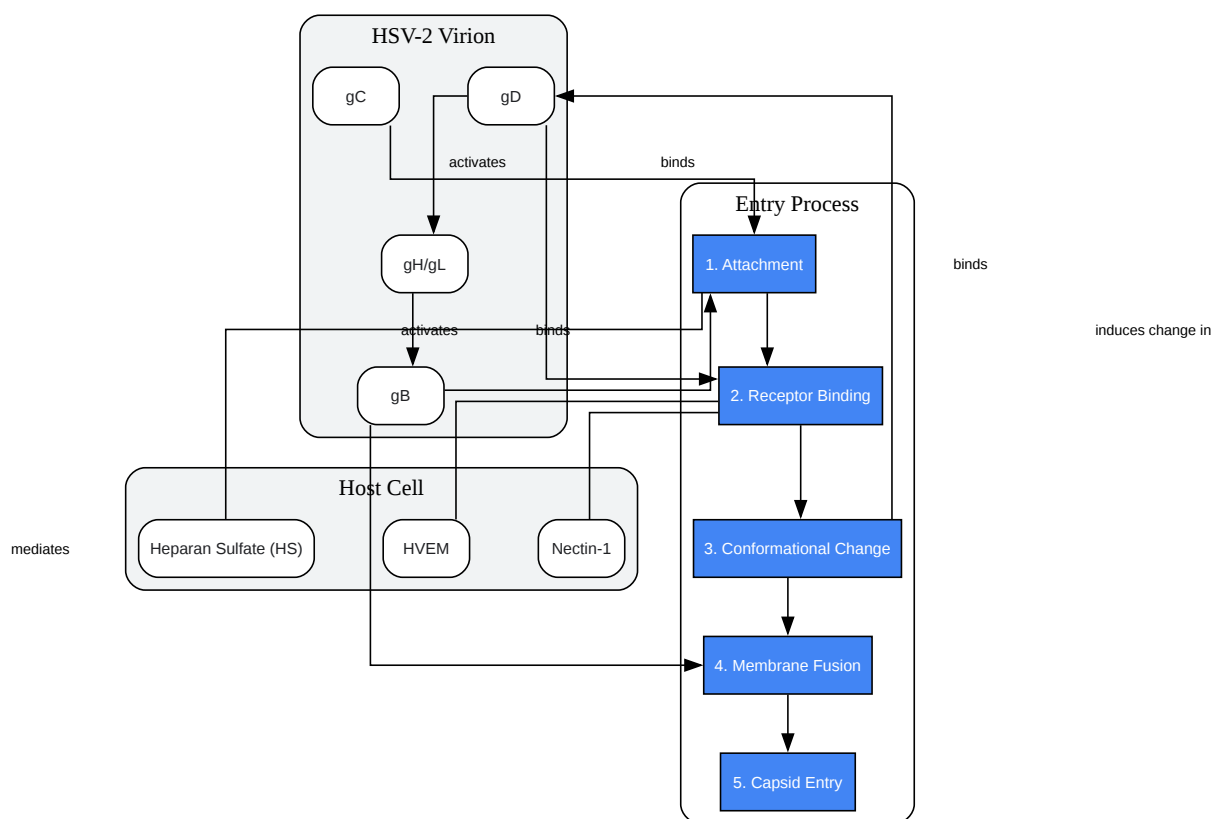 HSV-2 Virion
gC
gD
activates
binds
Entry Process
1. Attachment
gH/gL
binds
activates
binds
induces change in
gB
2. Receptor Binding
Host Cell
mediates
Heparan Sulfate (HS)
HVEM
Nectin-1
3. Conformational Change
4. Membrane Fusion
5. Capsid Entry